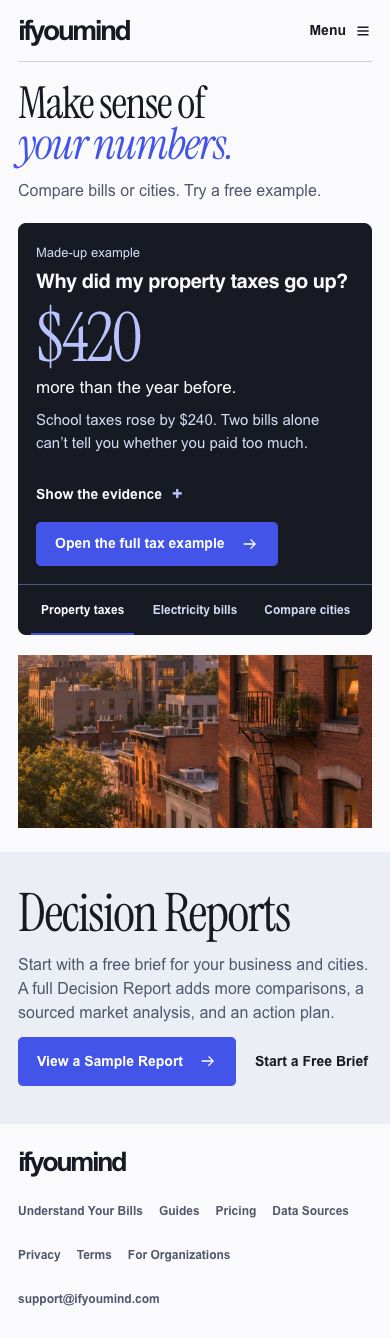 ifyoumind
Menu
Make sense of
your numbers.
Compare bills or cities. Try a free example.
Made-up example
Why did my property taxes go up?
$420
more than the year before.
School taxes rose by $240. Two bills alone
can’t tell you whether you paid too much.
Show the evidence +
Open the full tax example →
Property taxes Electricity bills Compare cities
Decision Reports
Start with a free brief for your business and cities.
A full Decision Report adds more comparisons, a
sourced market analysis, and an action plan.
View a Sample Report → Start a Free Brief
ifyoumind
Understand Your Bills Guides Pricing Data Sources
Privacy Terms For Organizations
support@ifyoumind.com